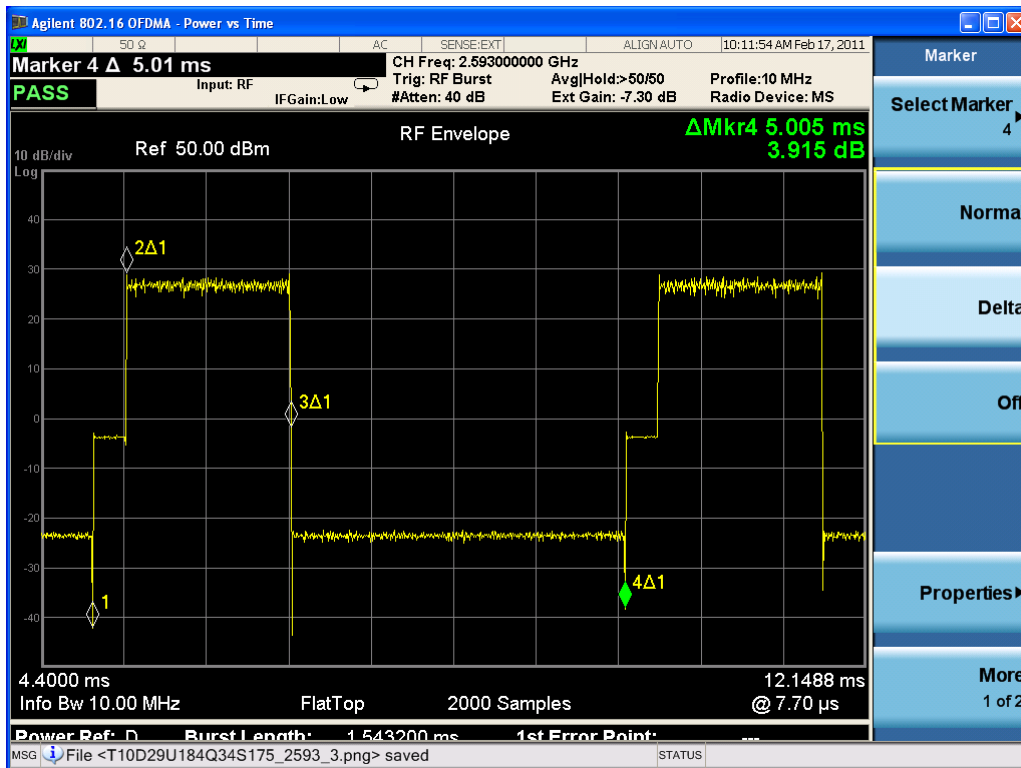 Agilent 802.16 OFDMA - Power vs Time
LXI 50 Ω AC SENSE:EXT ALIGN AUTO 10:11:54 AM Feb 17, 2011
Marker 4 Δ 5.01 ms
PASS
Input: RF
IFGain:Low
CH Freq: 2.593000000 GHz
Trig: RF Burst Avg|Hold:>50/50 Profile:10 MHz
#Atten: 40 dB Ext Gain: -7.30 dB Radio Device: MS
ΔMkr4 5.005 ms
3.915 dB
RF Envelope
10 dB/div Ref 50.00 dBm
Log
40
30
20
10
0
-10
-20
-30
-40
2Δ1
3Δ1
1
4Δ1
4.4000 ms 12.1488 ms
Info Bw 10.00 MHz FlatTop 2000 Samples @ 7.70 µs
Power Ref: D Burst Length: 1.543200 ms 1st Error Point: ---
MSG File <T10D29U184Q34S175_2593_3.png> saved STATUS
Marker
Select Marker
4
Norma
Delta
Off
Properties
More
1 of 2